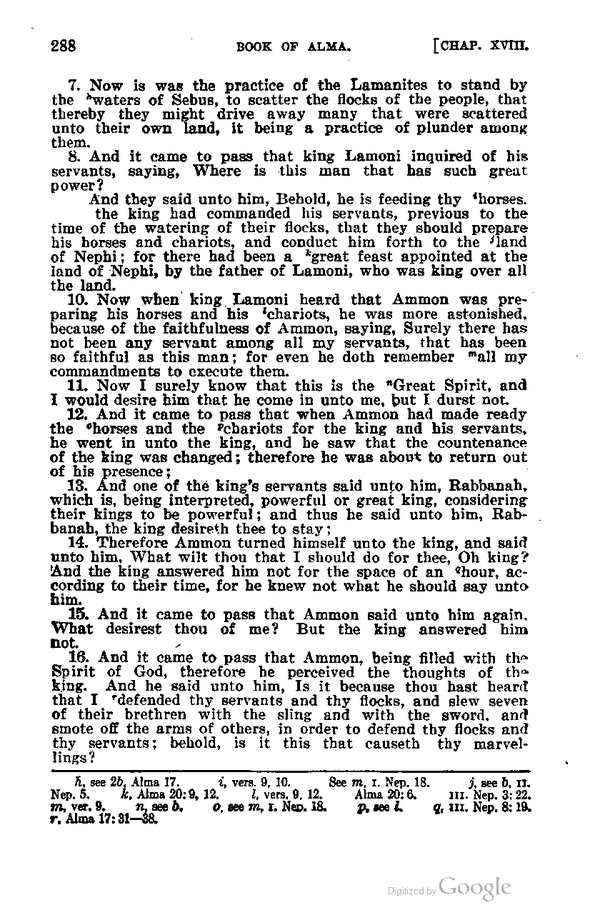 288 BOOK OF ALMA. [CHAP. XVIII.
7. Now is was the practice of the Lamanites to stand by
the ʰwaters of Sebus, to scatter the flocks of the people, that
thereby they might drive away many that were scattered
unto their own land, it being a practice of plunder among
them.
8. And it came to pass that king Lamoni inquired of his
servants, saying, Where is this man that has such great
power?
And they said unto him, Behold, he is feeding thy ⁱhorses.
the king had commanded his servants, previous to the
time of the watering of their flocks, that they should prepare
his horses and chariots, and conduct him forth to the ʲland
of Nephi; for there had been a ᵏgreat feast appointed at the
land of Nephi, by the father of Lamoni, who was king over all
the land.
10. Now when king Lamoni heard that Ammon was pre-
paring his horses and his ˡchariots, he was more astonished,
because of the faithfulness of Ammon, saying, Surely there has
not been any servant among all my servants, that has been
so faithful as this man; for even he doth remember ᵐall my
commandments to execute them.
11. Now I surely know that this is the ⁿGreat Spirit, and
I would desire him that he come in unto me, but I durst not.
12. And it came to pass that when Ammon had made ready
the ᵒhorses and the ᵖchariots for the king and his servants,
he went in unto the king, and he saw that the countenance
of the king was changed; therefore he was about to return out
of his presence;
13. And one of the king's servants said unto him, Rabbanah,
which is, being interpreted, powerful or great king, considering
their kings to be powerful; and thus he said unto him, Rab-
banah, the king desireth thee to stay;
14. Therefore Ammon turned himself unto the king, and said
unto him, What wilt thou that I should do for thee, Oh king?
And the king answered him not for the space of an qhour, ac-
cording to their time, for he knew not what he should say unto
him.
15. And it came to pass that Ammon said unto him again,
What desirest thou of me? But the king answered him
not.
16. And it came to pass that Ammon, being filled with the
Spirit of God, therefore he perceived the thoughts of the
king. And he said unto him, Is it because thou hast heard
that I ʳdefended thy servants and thy flocks, and slew seven
of their brethren with the sling and with the sword, and
smote off the arms of others, in order to defend thy flocks and
thy servants; behold, is it this that causeth thy marvel-
lings?
h, see 2b, Alma 17. i, vers. 9, 10. See m, I. Nep. 18. j, see b, II.
Nep. 5. k, Alma 20: 9, 12. l, vers. 9, 12. Alma 20: 6. III. Nep. 3: 22.
m, ver. 9. n, see b. o, see m, I. Nep. 18. p, see l. q, III. Nep. 8: 19.
r, Alma 17: 31—38.
Digitized by Google